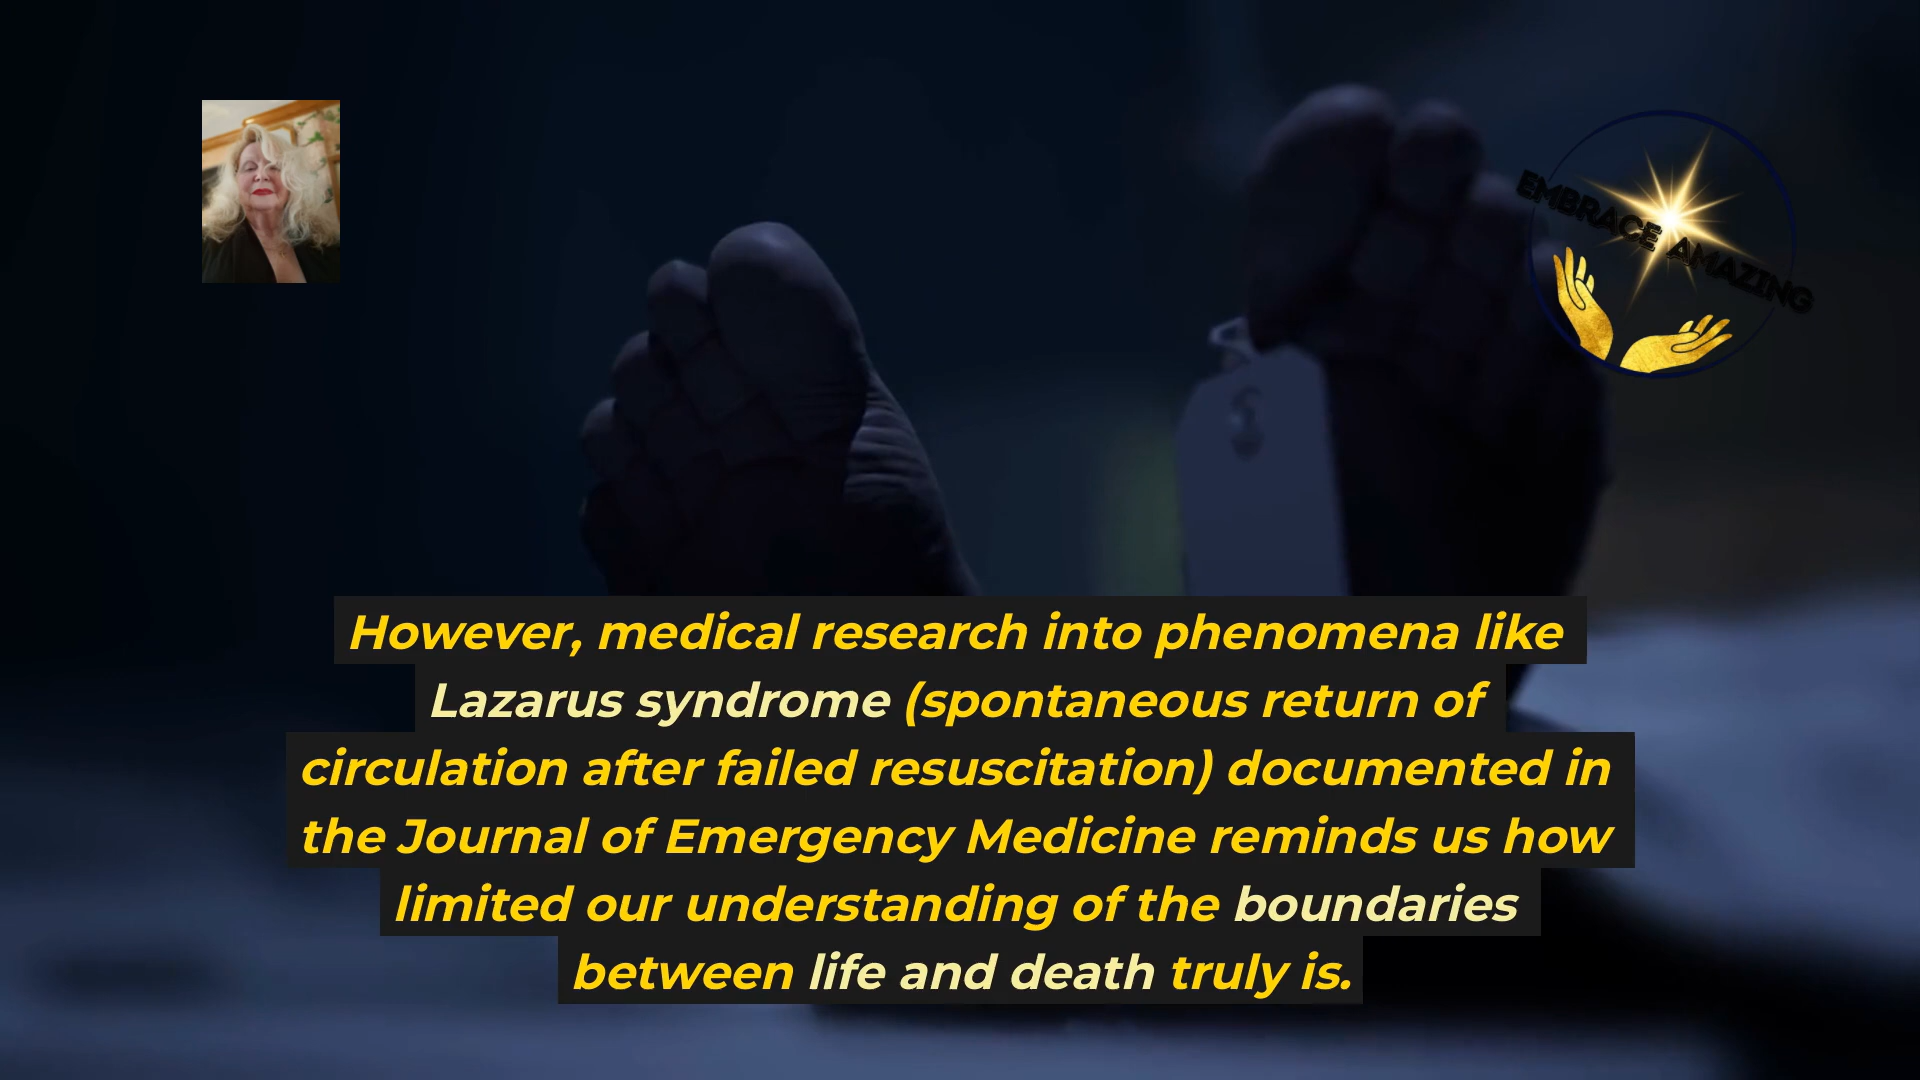 EMBRACE AMAZING
However, medical research into phenomena like
Lazarus syndrome (spontaneous return of
circulation after failed resuscitation) documented in
the Journal of Emergency Medicine reminds us how
limited our understanding of the boundaries
between life and death truly is.